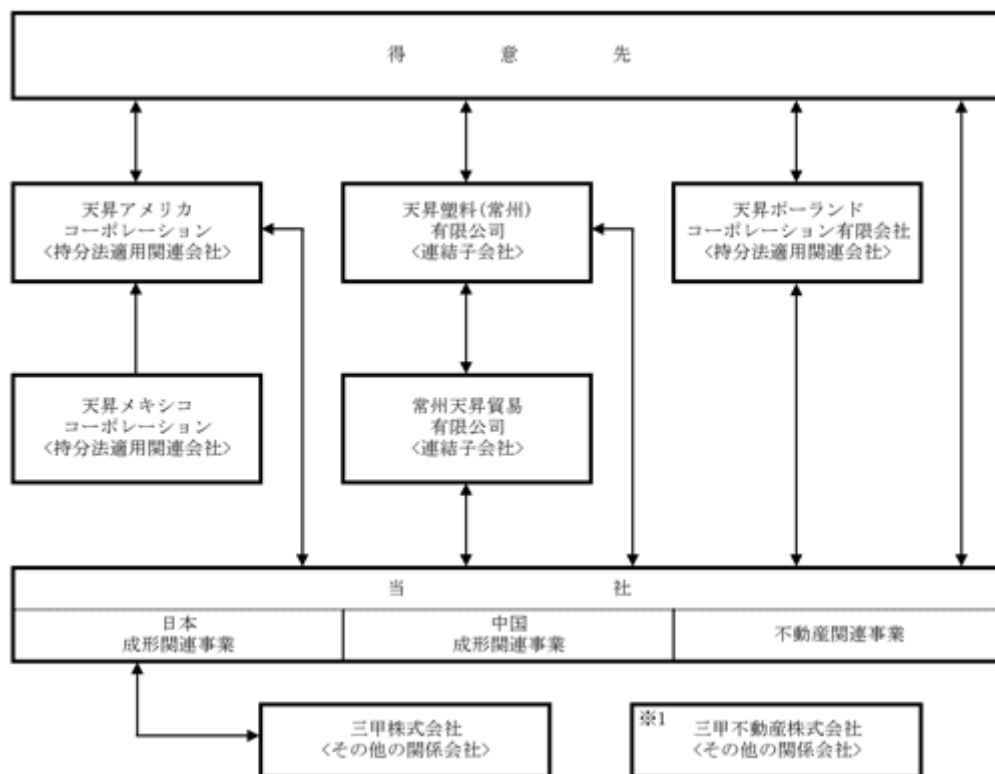 得意先
天昇アメリカ
コーポレーション
<持分法適用関連会社>
天昇塑料(常州)
有限公司
<連結子会社>
天昇ポーランド
コーポレーション有限会社
<持分法適用関連会社>
天昇メキシコ
コーポレーション
<持分法適用関連会社>
常州天昇貿易
有限公司
<連結子会社>
当社
日本
成形関連事業
中国
成形関連事業
不動産関連事業
三甲株式会社
<その他の関係会社>
※1
三甲不動産株式会社
<その他の関係会社>